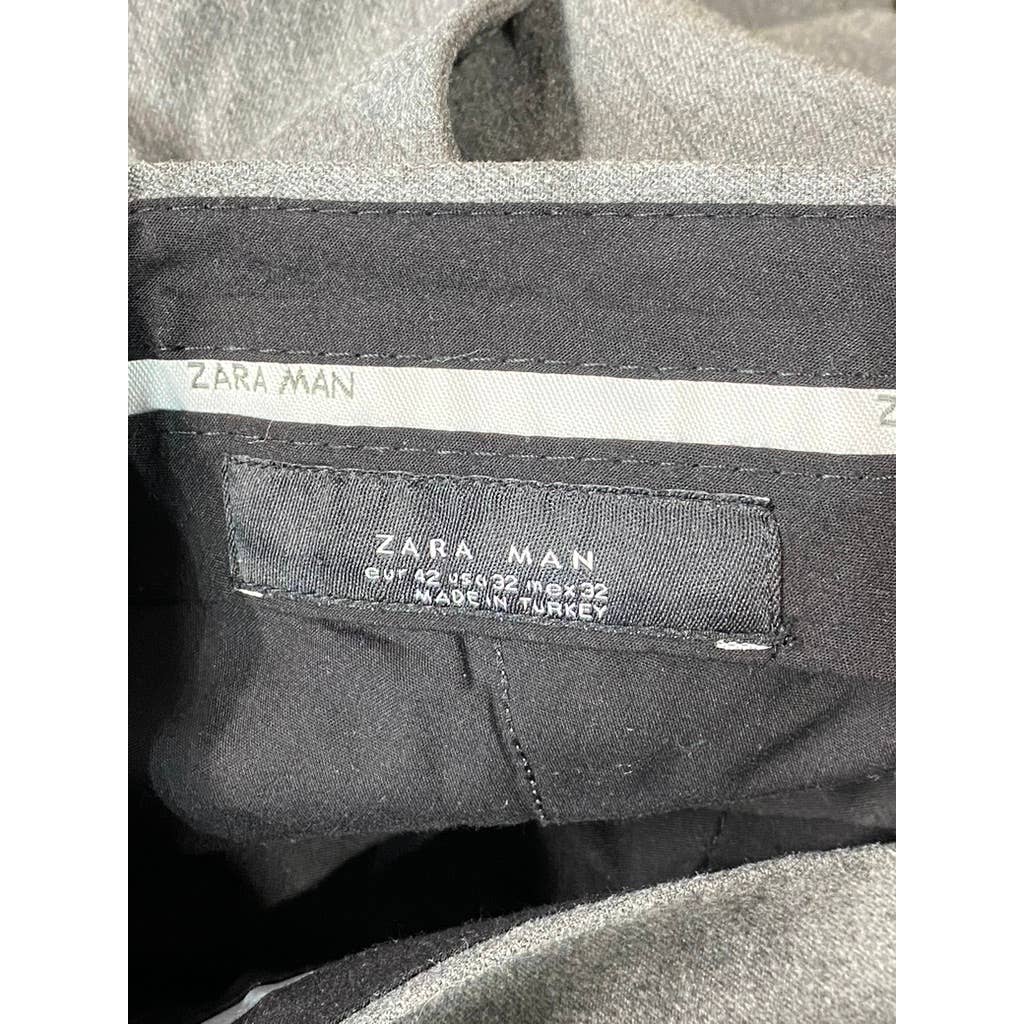 ZARA MAN
Z
ZARA MAN
eur 42 usa 32 mex 32
MADE IN TURKEY